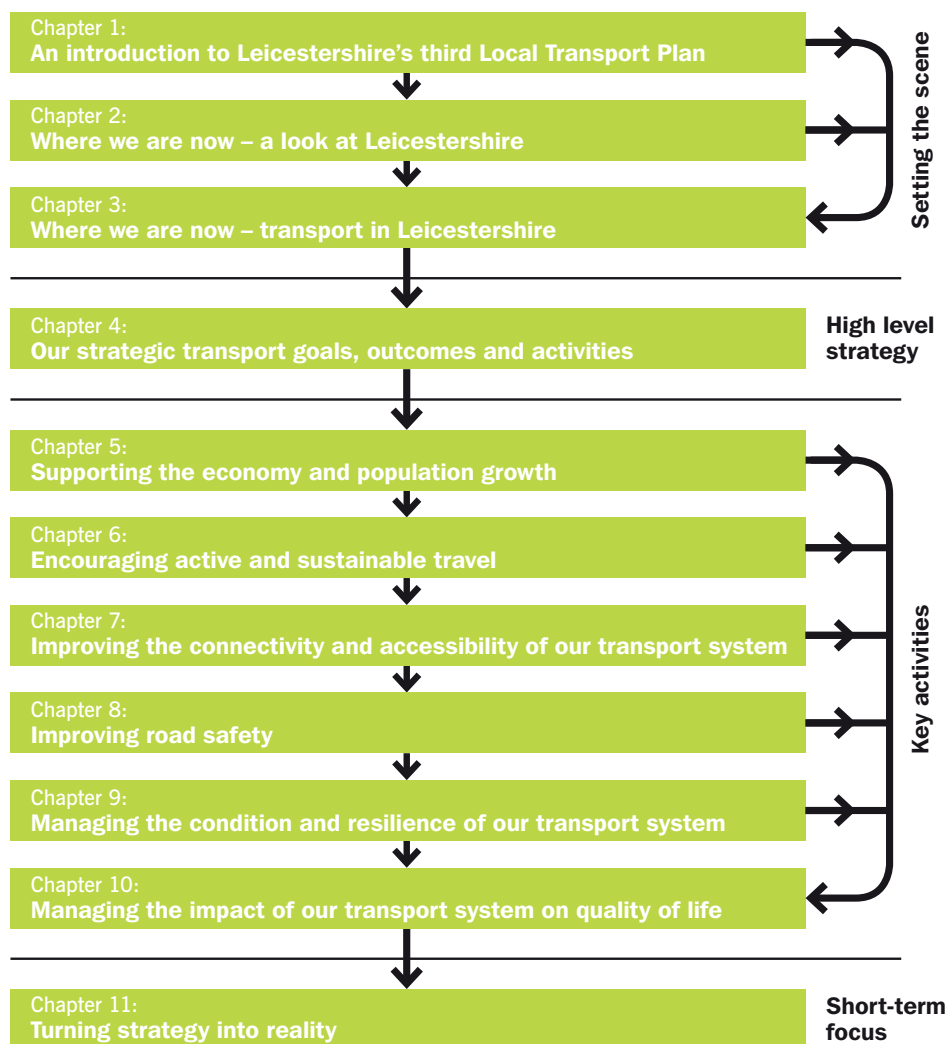 Chapter 1:
An introduction to Leicestershire’s third Local Transport Plan
Chapter 2:
Where we are now – a look at Leicestershire
Chapter 3:
Where we are now – transport in Leicestershire
Setting the scene
Chapter 4:
Our strategic transport goals, outcomes and activities
High level
strategy
Chapter 5:
Supporting the economy and population growth
Chapter 6:
Encouraging active and sustainable travel
Chapter 7:
Improving the connectivity and accessibility of our transport system
Chapter 8:
Improving road safety
Chapter 9:
Managing the condition and resilience of our transport system
Chapter 10:
Managing the impact of our transport system on quality of life
Key activities
Chapter 11:
Turning strategy into reality
Short-term
focus